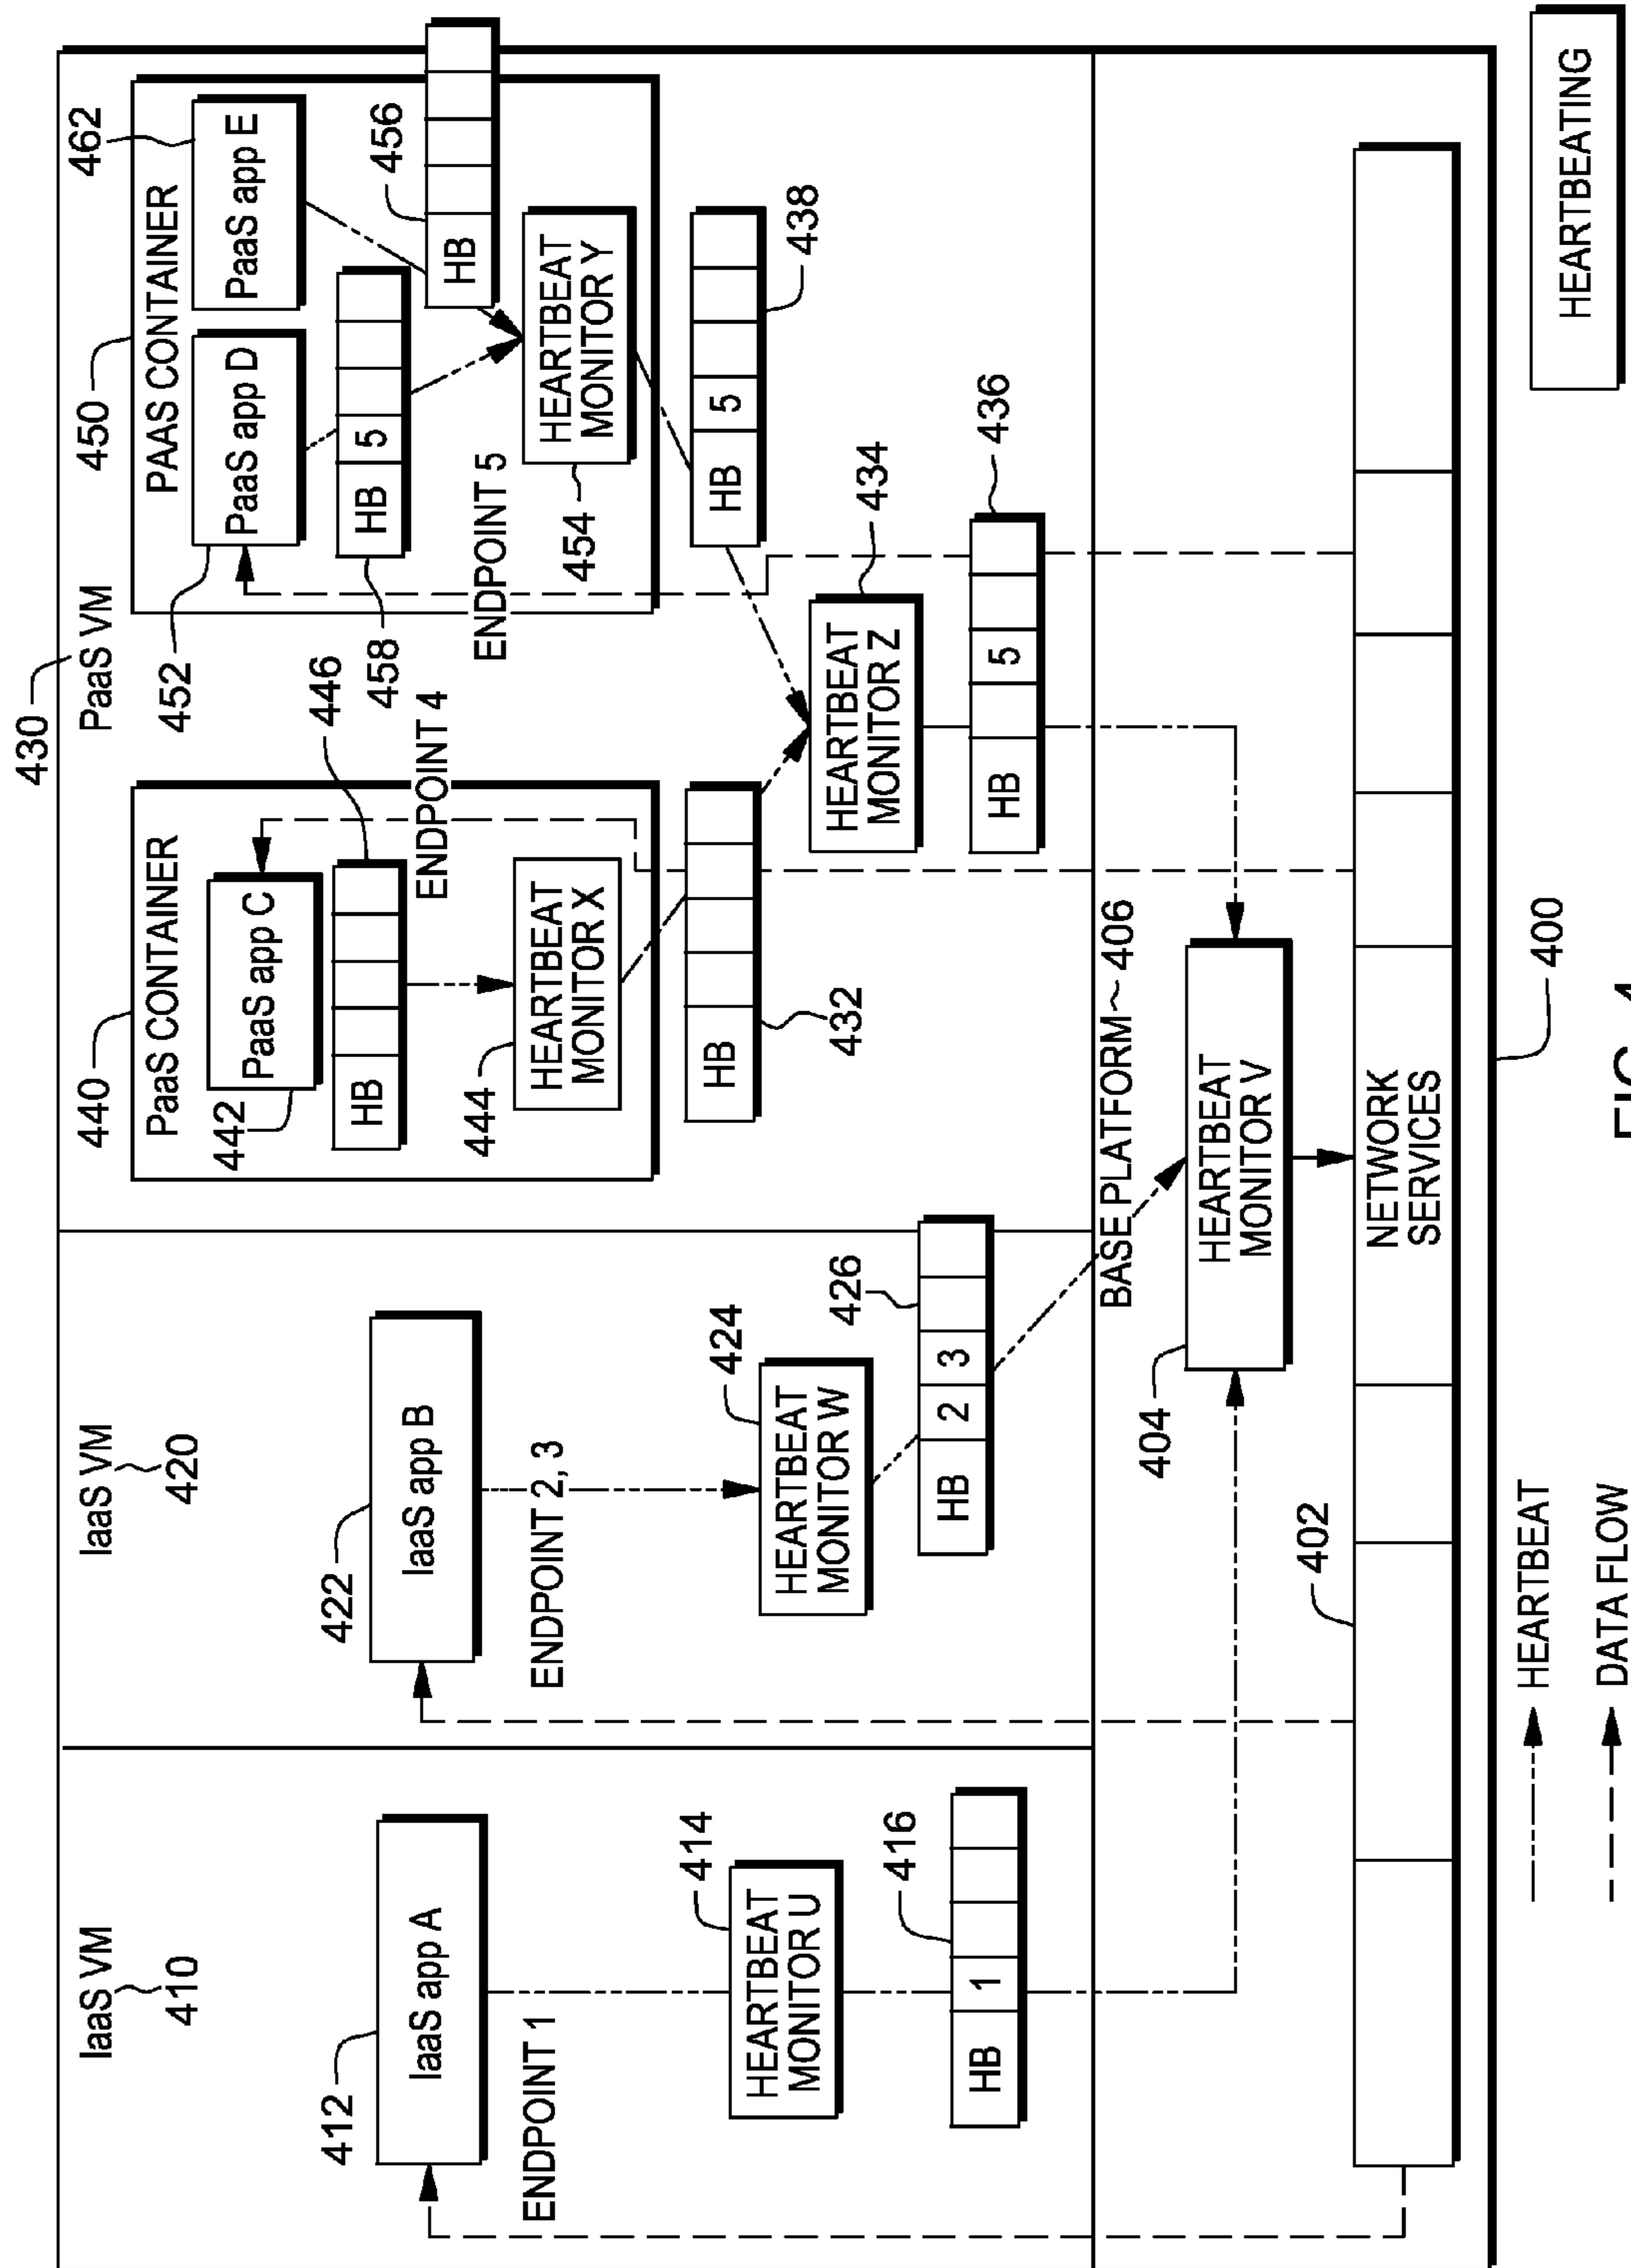 430
PaaS VM
IaaS VM
410
IaaS VM
420
440
PaaS CONTAINER
450
PAAS CONTAINER
412
IaaS app A
422
IaaS app B
442
PaaS app C
452
PaaS app D
462
PaaS app E
446
HB
458
HB 5
456
HB
ENDPOINT 1
ENDPOINT 2, 3
ENDPOINT 4
ENDPOINT 5
444
HEARTBEAT
MONITOR X
454
HEARTBEAT
MONITOR Y
414
HEARTBEAT
MONITOR U
424
HEARTBEAT
MONITOR W
HB
432
HB 5
438
434
HEARTBEAT
MONITOR Z
416
HB 1
426
HB 2 3
436
HB 5
BASE PLATFORM 406
404
HEARTBEAT
MONITOR V
402
NETWORK
SERVICES
400
HEARTBEAT
DATA FLOW
HEARTBEATING